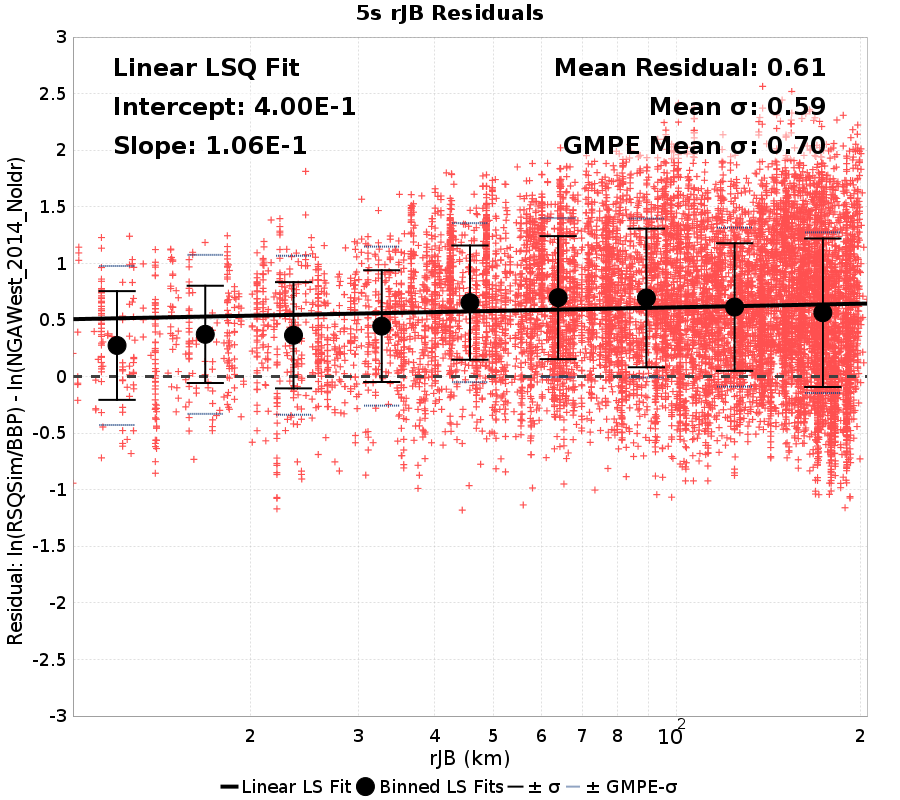 5s rJB Residuals
Linear LSQ Fit
Intercept: 4.00E-1
Slope: 1.06E-1
Mean Residual: 0.61
Mean σ: 0.59
GMPE Mean σ: 0.70
Residual: ln(RSQSim/BBP) - ln(NGAWest_2014_NoIdr)
3
2.5
2
1.5
1
0.5
0
-0.5
-1
-1.5
-2
-2.5
-3
2 3 4 5 6 7 8 10² 2
rJB (km)
Linear LS Fit Binned LS Fits ± σ ± GMPE-σ